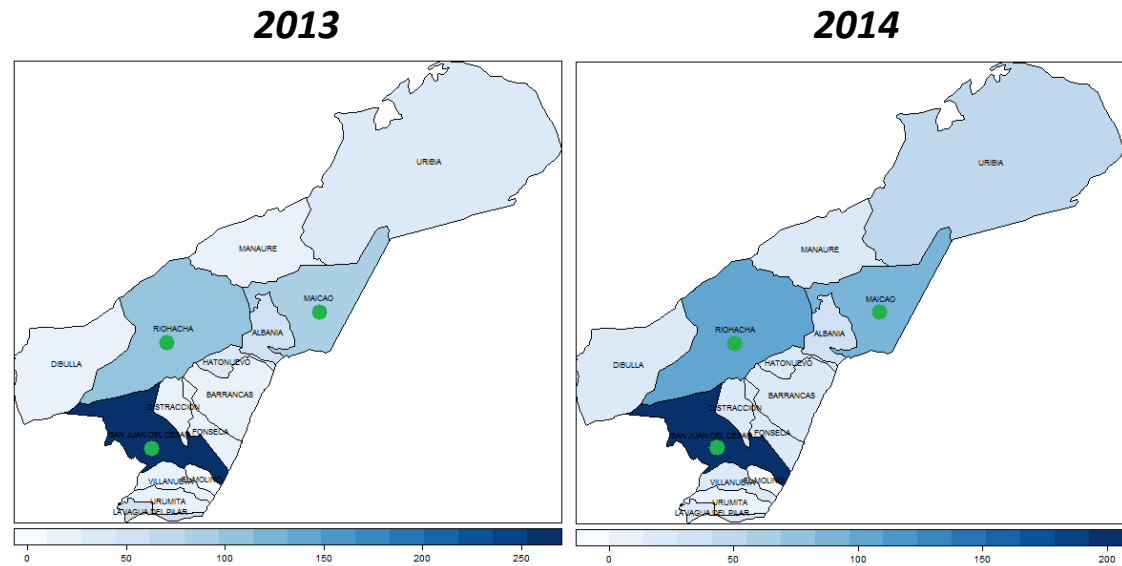 2013
2014
URIBIA
MANAURE
MAICAO
RIOHACHA
ALBANIA
DIBULLA
HATONUEVO
BARRANCAS
DISTRACCION
FONSECA
SAN JUAN DEL CESAR
VILLANUEVA
EL MOLINO
URUMITA
LA JAGUA DEL PILAR
0 50 100 150 200 250
URIBIA
MANAURE
MAICAO
RIOHACHA
ALBANIA
DIBULLA
HATONUEVO
BARRANCAS
DISTRACCION
FONSECA
SAN JUAN DEL CESAR
VILLANUEVA
EL MOLINO
URUMITA
LA JAGUA DEL PILAR
0 50 100 150 200